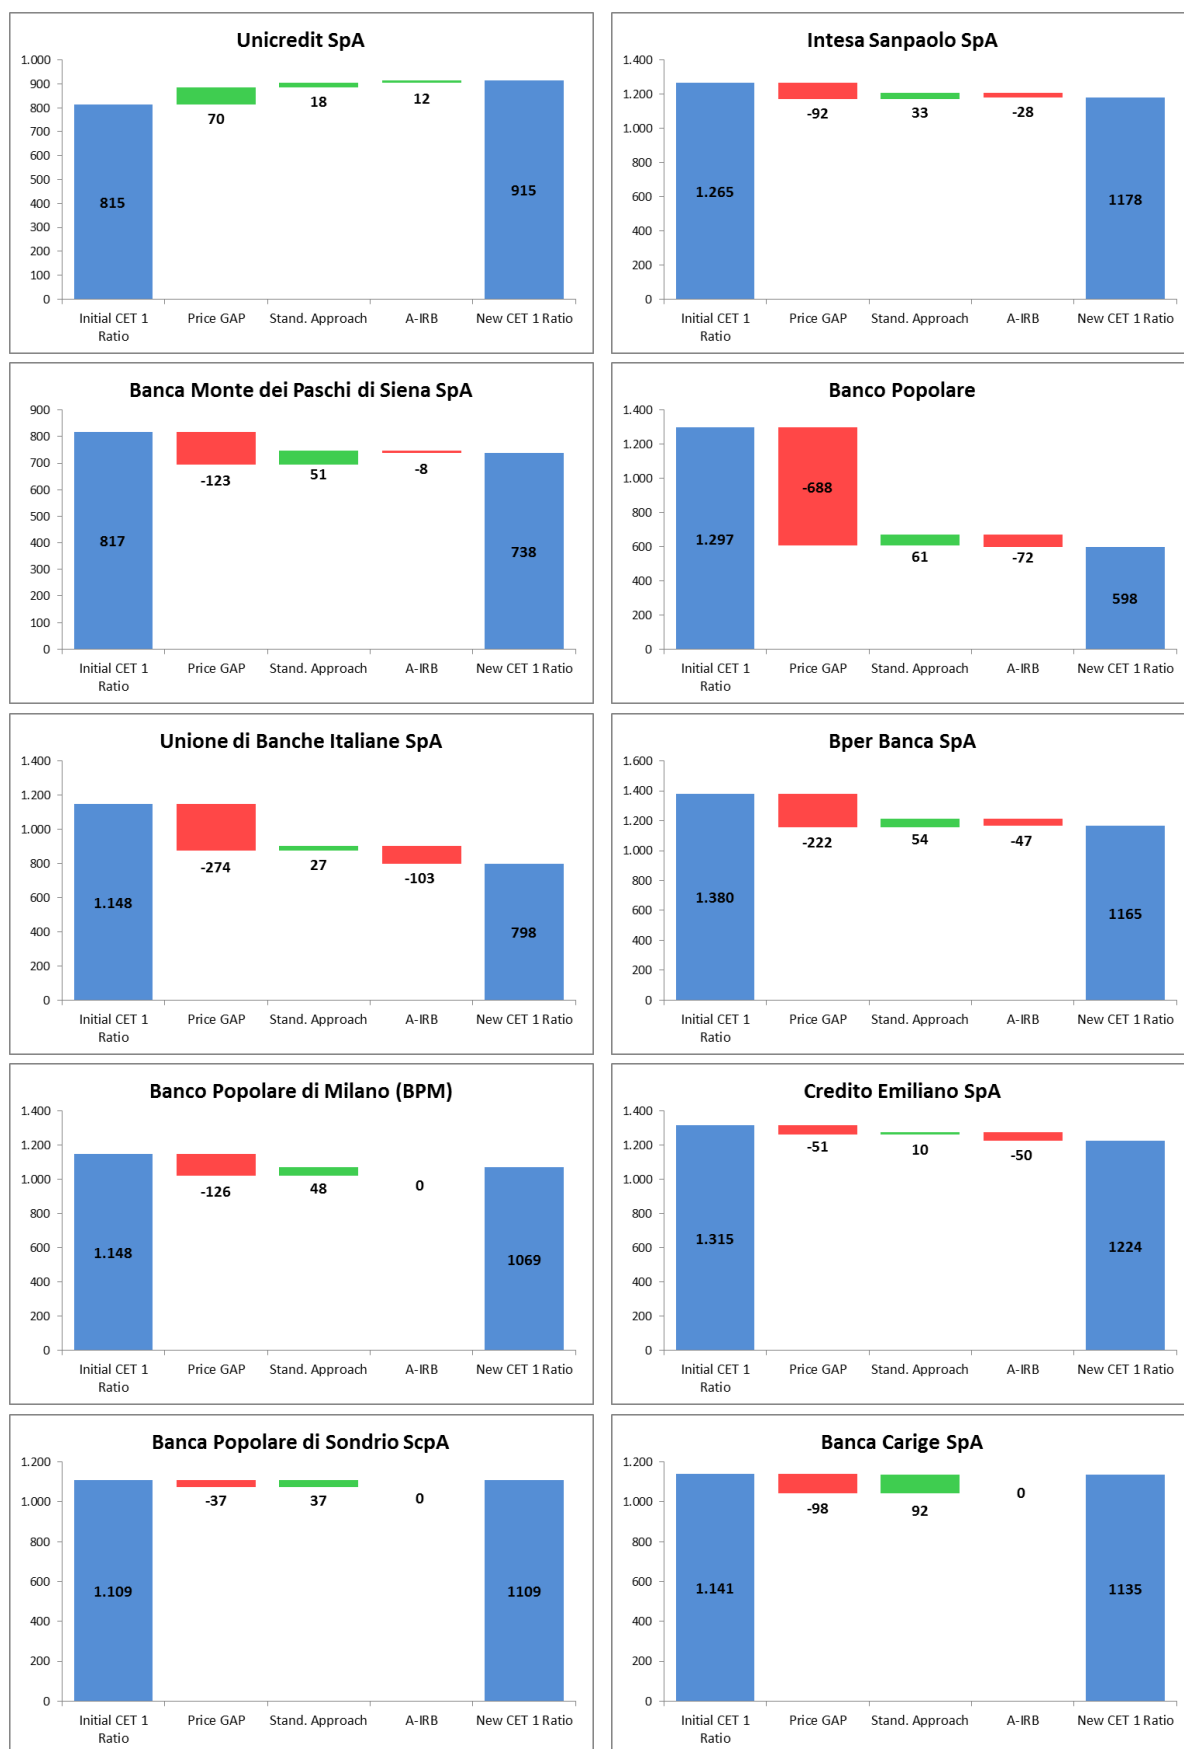 Unicredit SpA
1.000
900
800
700
600
500
400
300
200
100
0
815
70
18
12
915
Initial CET 1 Ratio
Price GAP
Stand. Approach
A-IRB
New CET 1 Ratio
Intesa Sanpaolo SpA
1.400
1.200
1.000
800
600
400
200
0
1.265
-92
33
-28
1178
Initial CET 1
Ratio
Price GAP
Stand. Approach
A-IRB
New CET 1 Ratio
Banca Monte dei Paschi di Siena SpA
900
800
700
600
500
400
300
200
100
0
817
-123
51
-8
738
Initial CET 1
Ratio
Price GAP
Stand. Approach
A-IRB
New CET 1 Ratio
Banco Popolare
1.400
1.200
1.000
800
600
400
200
0
1.297
-688
61
-72
598
Initial CET 1
Ratio
Price GAP
Stand. Approach
A-IRB
New CET 1 Ratio
Unione di Banche Italiane SpA
1.400
1.200
1.000
800
600
400
200
0
1.148
-274
27
-103
798
Initial CET 1
Ratio
Price GAP
Stand. Approach
A-IRB
New CET 1 Ratio
Bper Banca SpA
1.600
1.400
1.200
1.000
800
600
400
200
0
1.380
-222
54
-47
1165
Initial CET 1
Ratio
Price GAP
Stand. Approach
A-IRB
New CET 1 Ratio
Banco Popolare di Milano (BPM)
1.400
1.200
1.000
800
600
400
200
0
1.148
-126
48
0
1069
Initial CET 1
Ratio
Price GAP
Stand. Approach
A-IRB
New CET 1 Ratio
Credito Emiliano SpA
1.400
1.200
1.000
800
600
400
200
0
1.315
-51
10
-50
1224
Initial CET 1
Ratio
Price GAP
Stand. Approach
A-IRB
New CET 1 Ratio
Banca Popolare di Sondrio ScpA
1.200
1.000
800
600
400
200
0
1.109
-37
37
0
1109
Initial CET 1
Ratio
Price GAP
Stand. Approach
A-IRB
New CET 1 Ratio
Banca Carige SpA
1.200
1.000
800
600
400
200
0
1.141
-98
92
0
1135
Initial CET 1
Ratio
Price GAP
Stand. Approach
A-IRB
New CET 1 Ratio